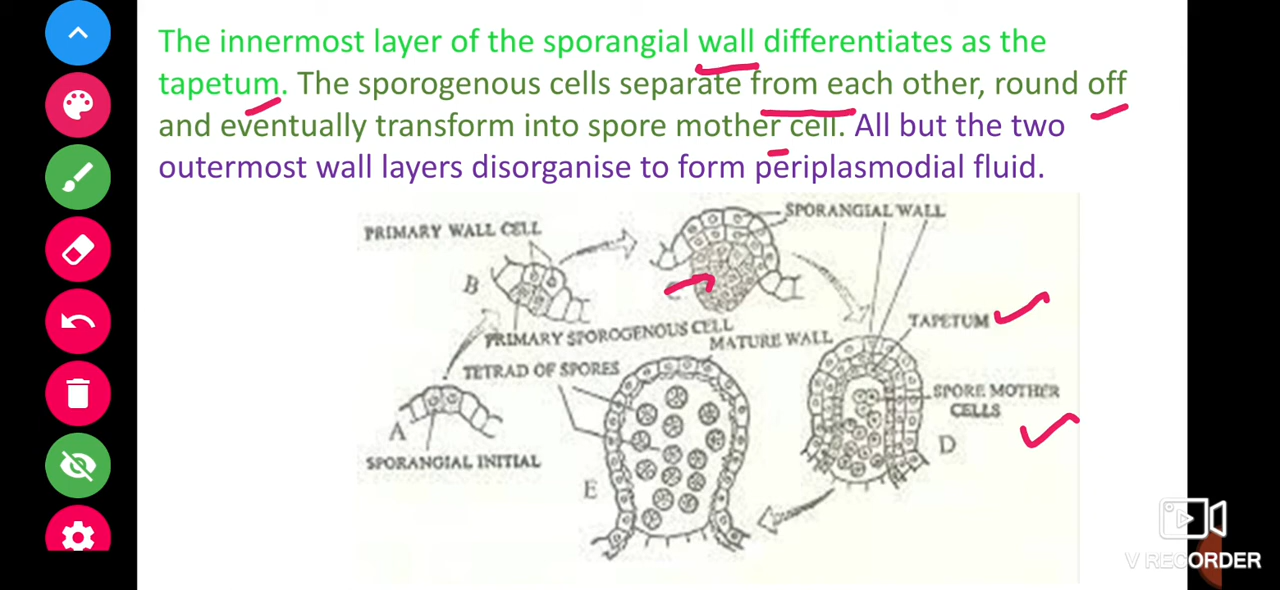 The innermost layer of the sporangial wall differentiates as the
tapetum. The sporogenous cells separate from each other, round off
and eventually transform into spore mother cell. All but the two
outermost wall layers disorganise to form periplasmodial fluid.
SPORANGIAL WALL
PRIMARY WALL CELL
B
C
TAPETUM
PRIMARY SPOROGENOUS CELL
MATURE WALL
TETRAD OF SPORES
SPORE MOTHER
CELLS
A
D
SPORANGIAL INITIAL
E
V RECORDER